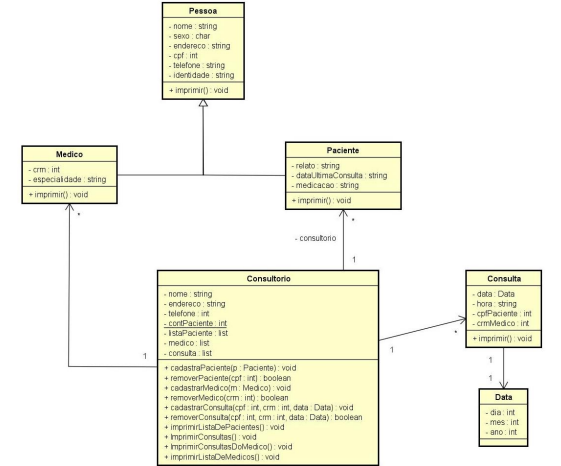 Pessoa
- nome : string
- sexo : char
- endereco : string
- cpf : int
- telefone : string
- identidade : string
+ imprimir() : void
Medico
- crm : int
- especialidade : string
+ imprimir() : void
Paciente
- relato : string
- dataUltimaConsulta : string
- medicacao : string
+ imprimir() : void
*
*
- consultorio
1
Consultorio
- nome : string
- endereco : string
- telefone : int
- contPaciente : int
- listaPaciente : list
- medico : list
- consulta : list
+ cadastraPaciente(p : Paciente) : void
+ removerPaciente(cpf : int) : boolean
+ cadastrarMedico(m : Medico) : void
+ removerMedico(crm : int) : boolean
+ cadastrarConsulta(cpf : int, crm : int, data : Data) : void
+ removerConsulta(cpf : int, crm : int, data : Data) : boolean
+ imprimirListaDePacientes() : void
+ ImprimirConsultas() : void
+ ImprimirConsultasDoMedico() : void
+ imprimirListaDeMedicos() : void
1
1
*
Consulta
- data : Data
- hora : string
- cpfPaciente : int
- crmMedico : int
+ imprimir() : void
1
1
Data
- dia : int
- mes : int
- ano : int